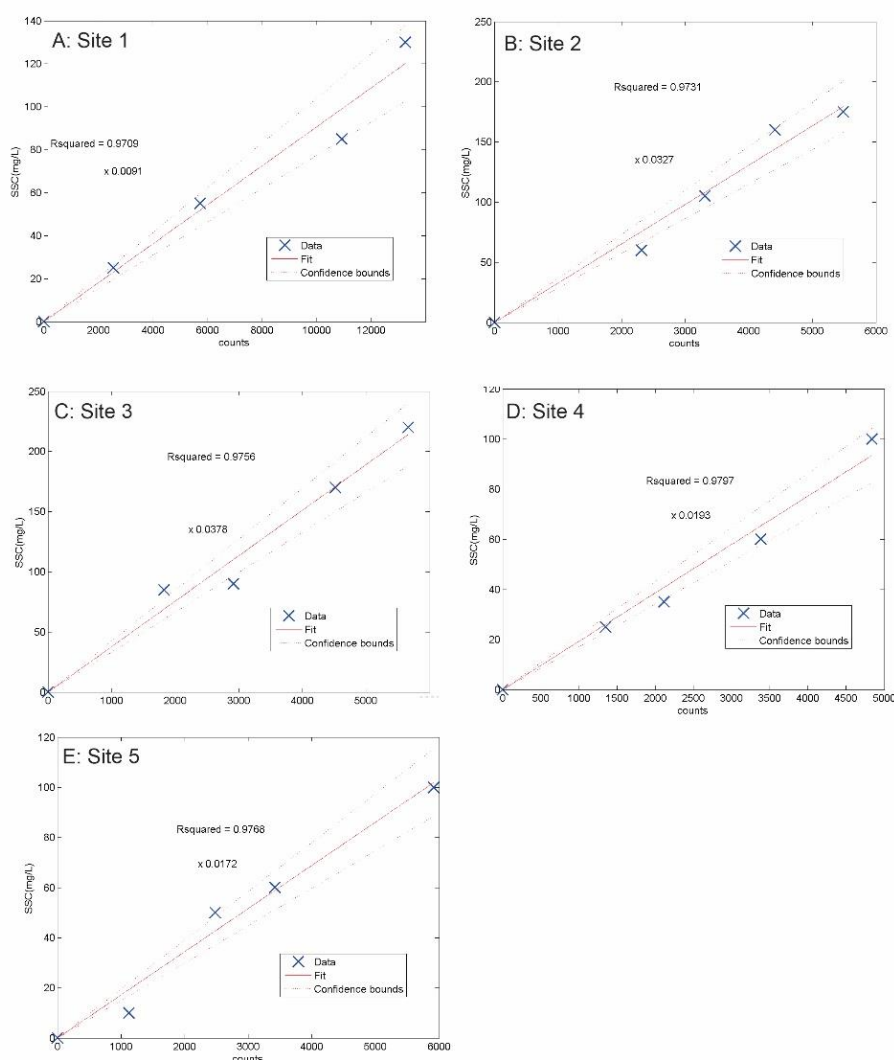 A: Site 1
140
120
100
80
60
40
20
0
SSC(mg/L)
Rsquared = 0.9709
x 0.0091
Data
Fit
Confidence bounds
0 2000 4000 6000 8000 10000 12000
counts
B: Site 2
250
200
150
100
50
0
SSC(mg/L)
Rsquared = 0.9731
x 0.0327
Data
Fit
Confidence bounds
0 1000 2000 3000 4000 5000 6000
counts
C: Site 3
250
200
150
100
50
0
SSC(mg/L)
Rsquared = 0.9756
x 0.0378
Data
Fit
Confidence bounds
0 1000 2000 3000 4000 5000
counts
D: Site 4
120
100
80
60
40
20
0
SSC(mg/L)
Rsquared = 0.9797
x 0.0193
Data
Fit
Confidence bounds
0 500 1000 1500 2000 2500 3000 3500 4000 4500 5000
counts
E: Site 5
120
100
80
60
40
20
0
SSC(mg/L)
Rsquared = 0.9768
x 0.0172
Data
Fit
Confidence bounds
0 1000 2000 3000 4000 5000 6000
counts